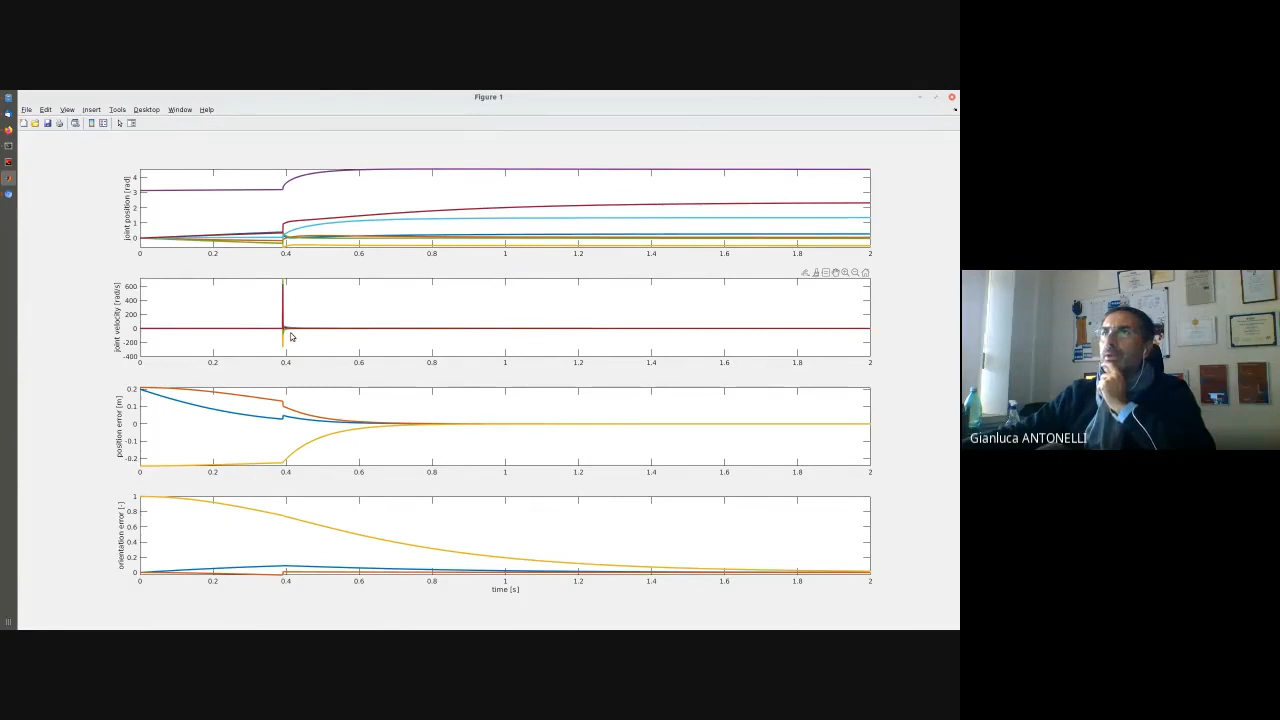 Figure 1
File Edit View Insert Tools Desktop Window Help
joint position [rad]
4
3
2
1
0
0 0.2 0.4 0.6 0.8 1 1.2 1.4 1.6 1.8 2
joint velocity [rad/s]
600
400
200
0
-200
-400
0 0.2 0.4 0.6 0.8 1 1.2 1.4 1.6 1.8 2
position error [m]
0.2
0.1
0
-0.1
-0.2
0 0.2 0.4 0.6 0.8 1 1.2 1.4 1.6 1.8 2
orientation error [-]
1
0.8
0.6
0.4
0.2
0
0 0.2 0.4 0.6 0.8 1 1.2 1.4 1.6 1.8 2
time [s]
Gianluca ANTONELLI